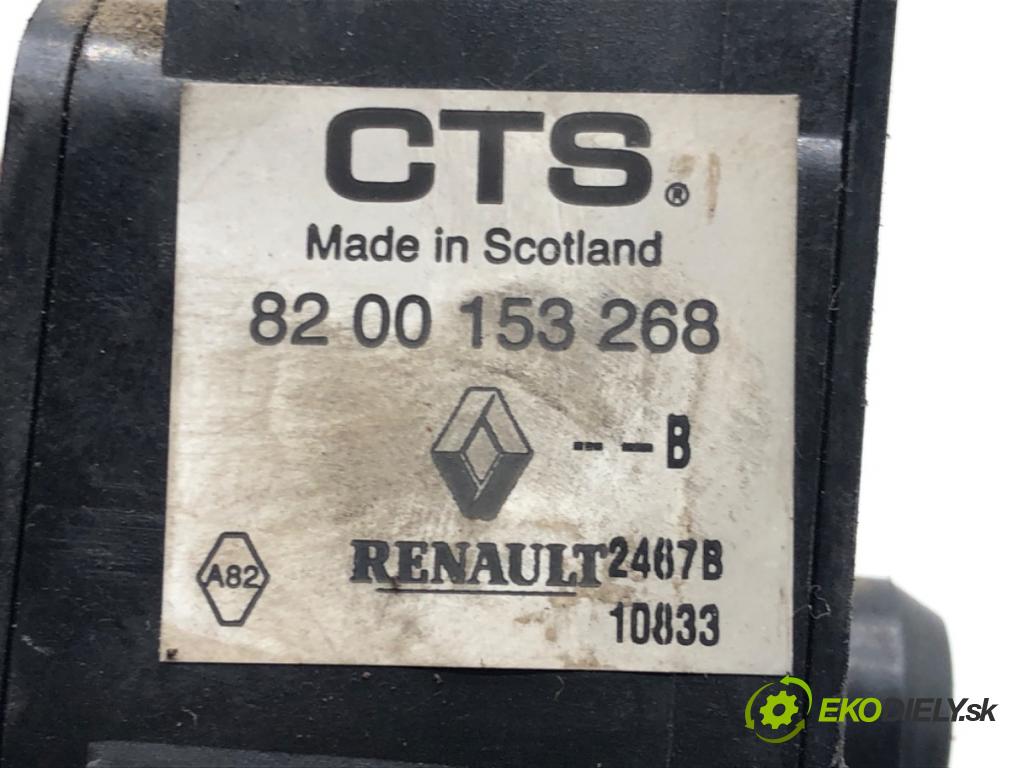 CTS®
Made in Scotland
82 00 153 268
-- B
A82
RENAULT 2467B
10833
EKODIELY.sk